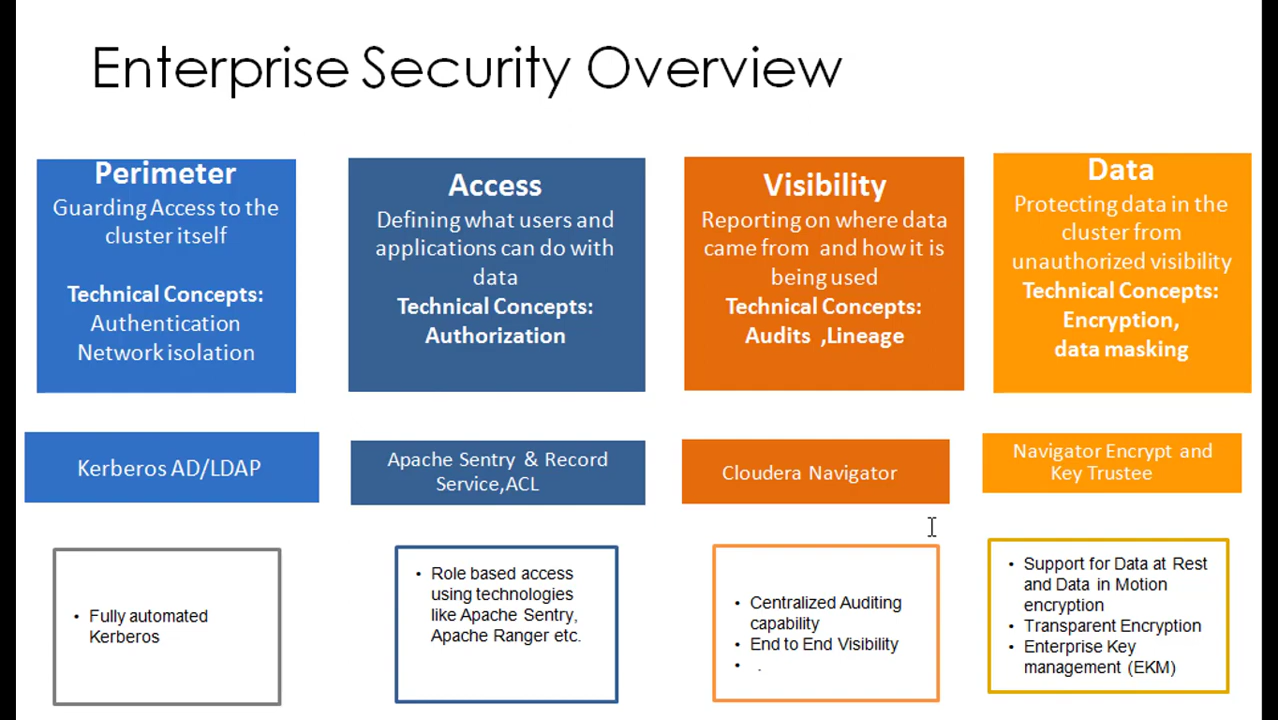 Enterprise Security Overview
Perimeter
Guarding Access to the
cluster itself
Technical Concepts:
Authentication
Network isolation
Access
Defining what users and
applications can do with
data
Technical Concepts:
Authorization
Visibility
Reporting on where data
came from and how it is
being used
Technical Concepts:
Audits ,Lineage
Data
Protecting data in the
cluster from
unauthorized visibility
Technical Concepts:
Encryption,
data masking
Kerberos AD/LDAP
Apache Sentry & Record
Service,ACL
Cloudera Navigator
Navigator Encrypt and
Key Trustee
• Fully automated
Kerberos
• Role based access
using technologies
like Apache Sentry,
Apache Ranger etc.
• Centralized Auditing
capability
• End to End Visibility
• .
• Support for Data at Rest
and Data in Motion
encryption
• Transparent Encryption
• Enterprise Key
management (EKM)